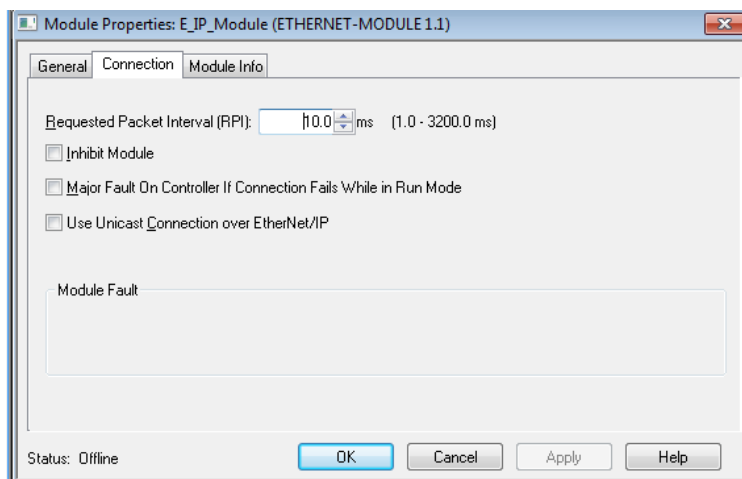 Module Properties: E_IP_Module (ETHERNET-MODULE 1.1)
General Connection Module Info
Requested Packet Interval (RPI): 10.0 ms (1.0 - 3200.0 ms)
Inhibit Module
Major Fault On Controller If Connection Fails While in Run Mode
Use Unicast Connection over EtherNet/IP
Module Fault
Status: Offline OK Cancel Apply Help